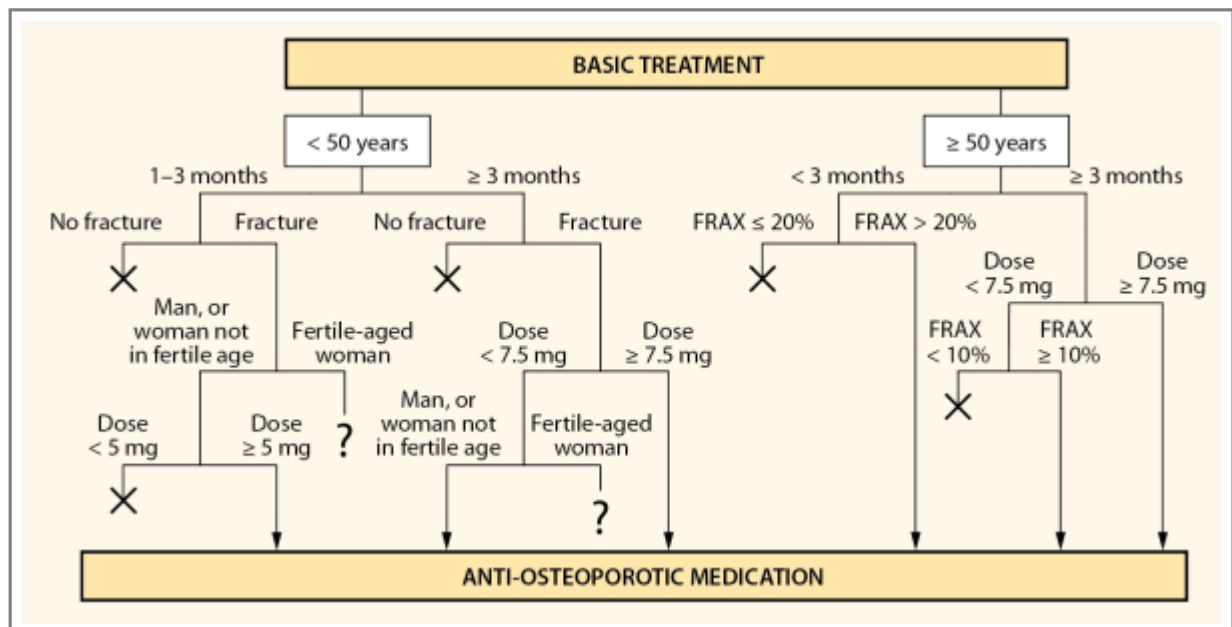 BASIC TREATMENT
< 50 years
≥ 50 years
1–3 months
≥ 3 months
< 3 months
≥ 3 months
No fracture
Fracture
No fracture
Fracture
FRAX ≤ 20%
FRAX > 20%
Dose
< 7.5 mg
Dose
≥ 7.5 mg
Man, or
woman not
in fertile age
Fertile-aged
woman
Dose
< 7.5 mg
Dose
≥ 7.5 mg
FRAX
< 10%
FRAX
≥ 10%
Dose
< 5 mg
Dose
≥ 5 mg
?
Man, or
woman not
in fertile age
Fertile-aged
woman
?
ANTI-OSTEOPOROTIC MEDICATION